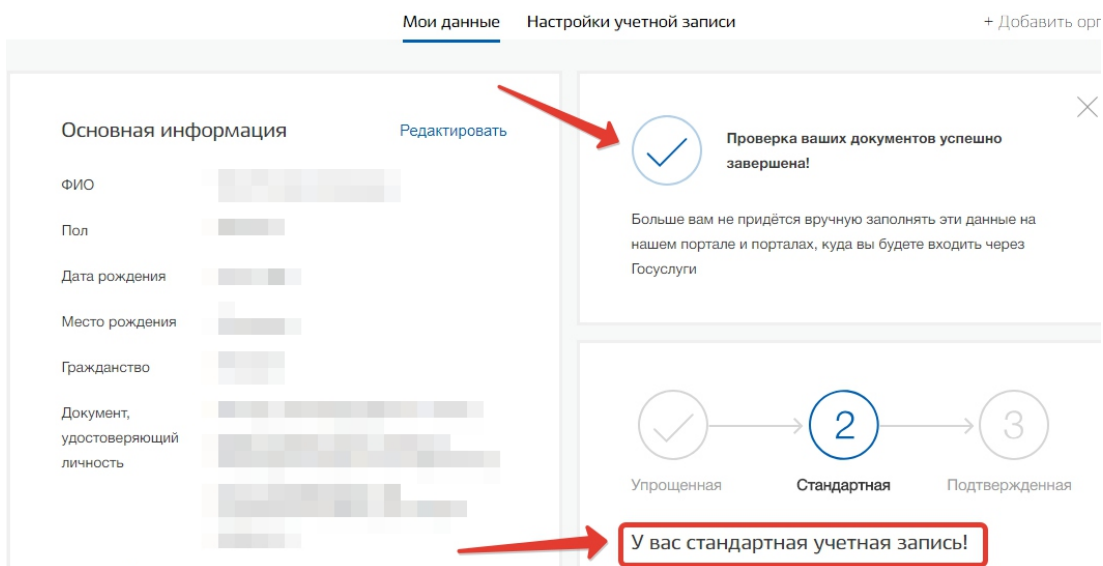 Мои данные
Настройки учетной записи
+ Добавить орг
Основная информация
Редактировать
ФИО
Пол
Дата рождения
Место рождения
Гражданство
Документ,
удостоверяющий
личность
Проверка ваших документов успешно
завершена!
Больше вам не придётся вручную заполнять эти данные на
нашем портале и порталах, куда вы будете входить через
Госуслуги
2
3
Упрощенная
Стандартная
Подтвержденная
У вас стандартная учетная запись!